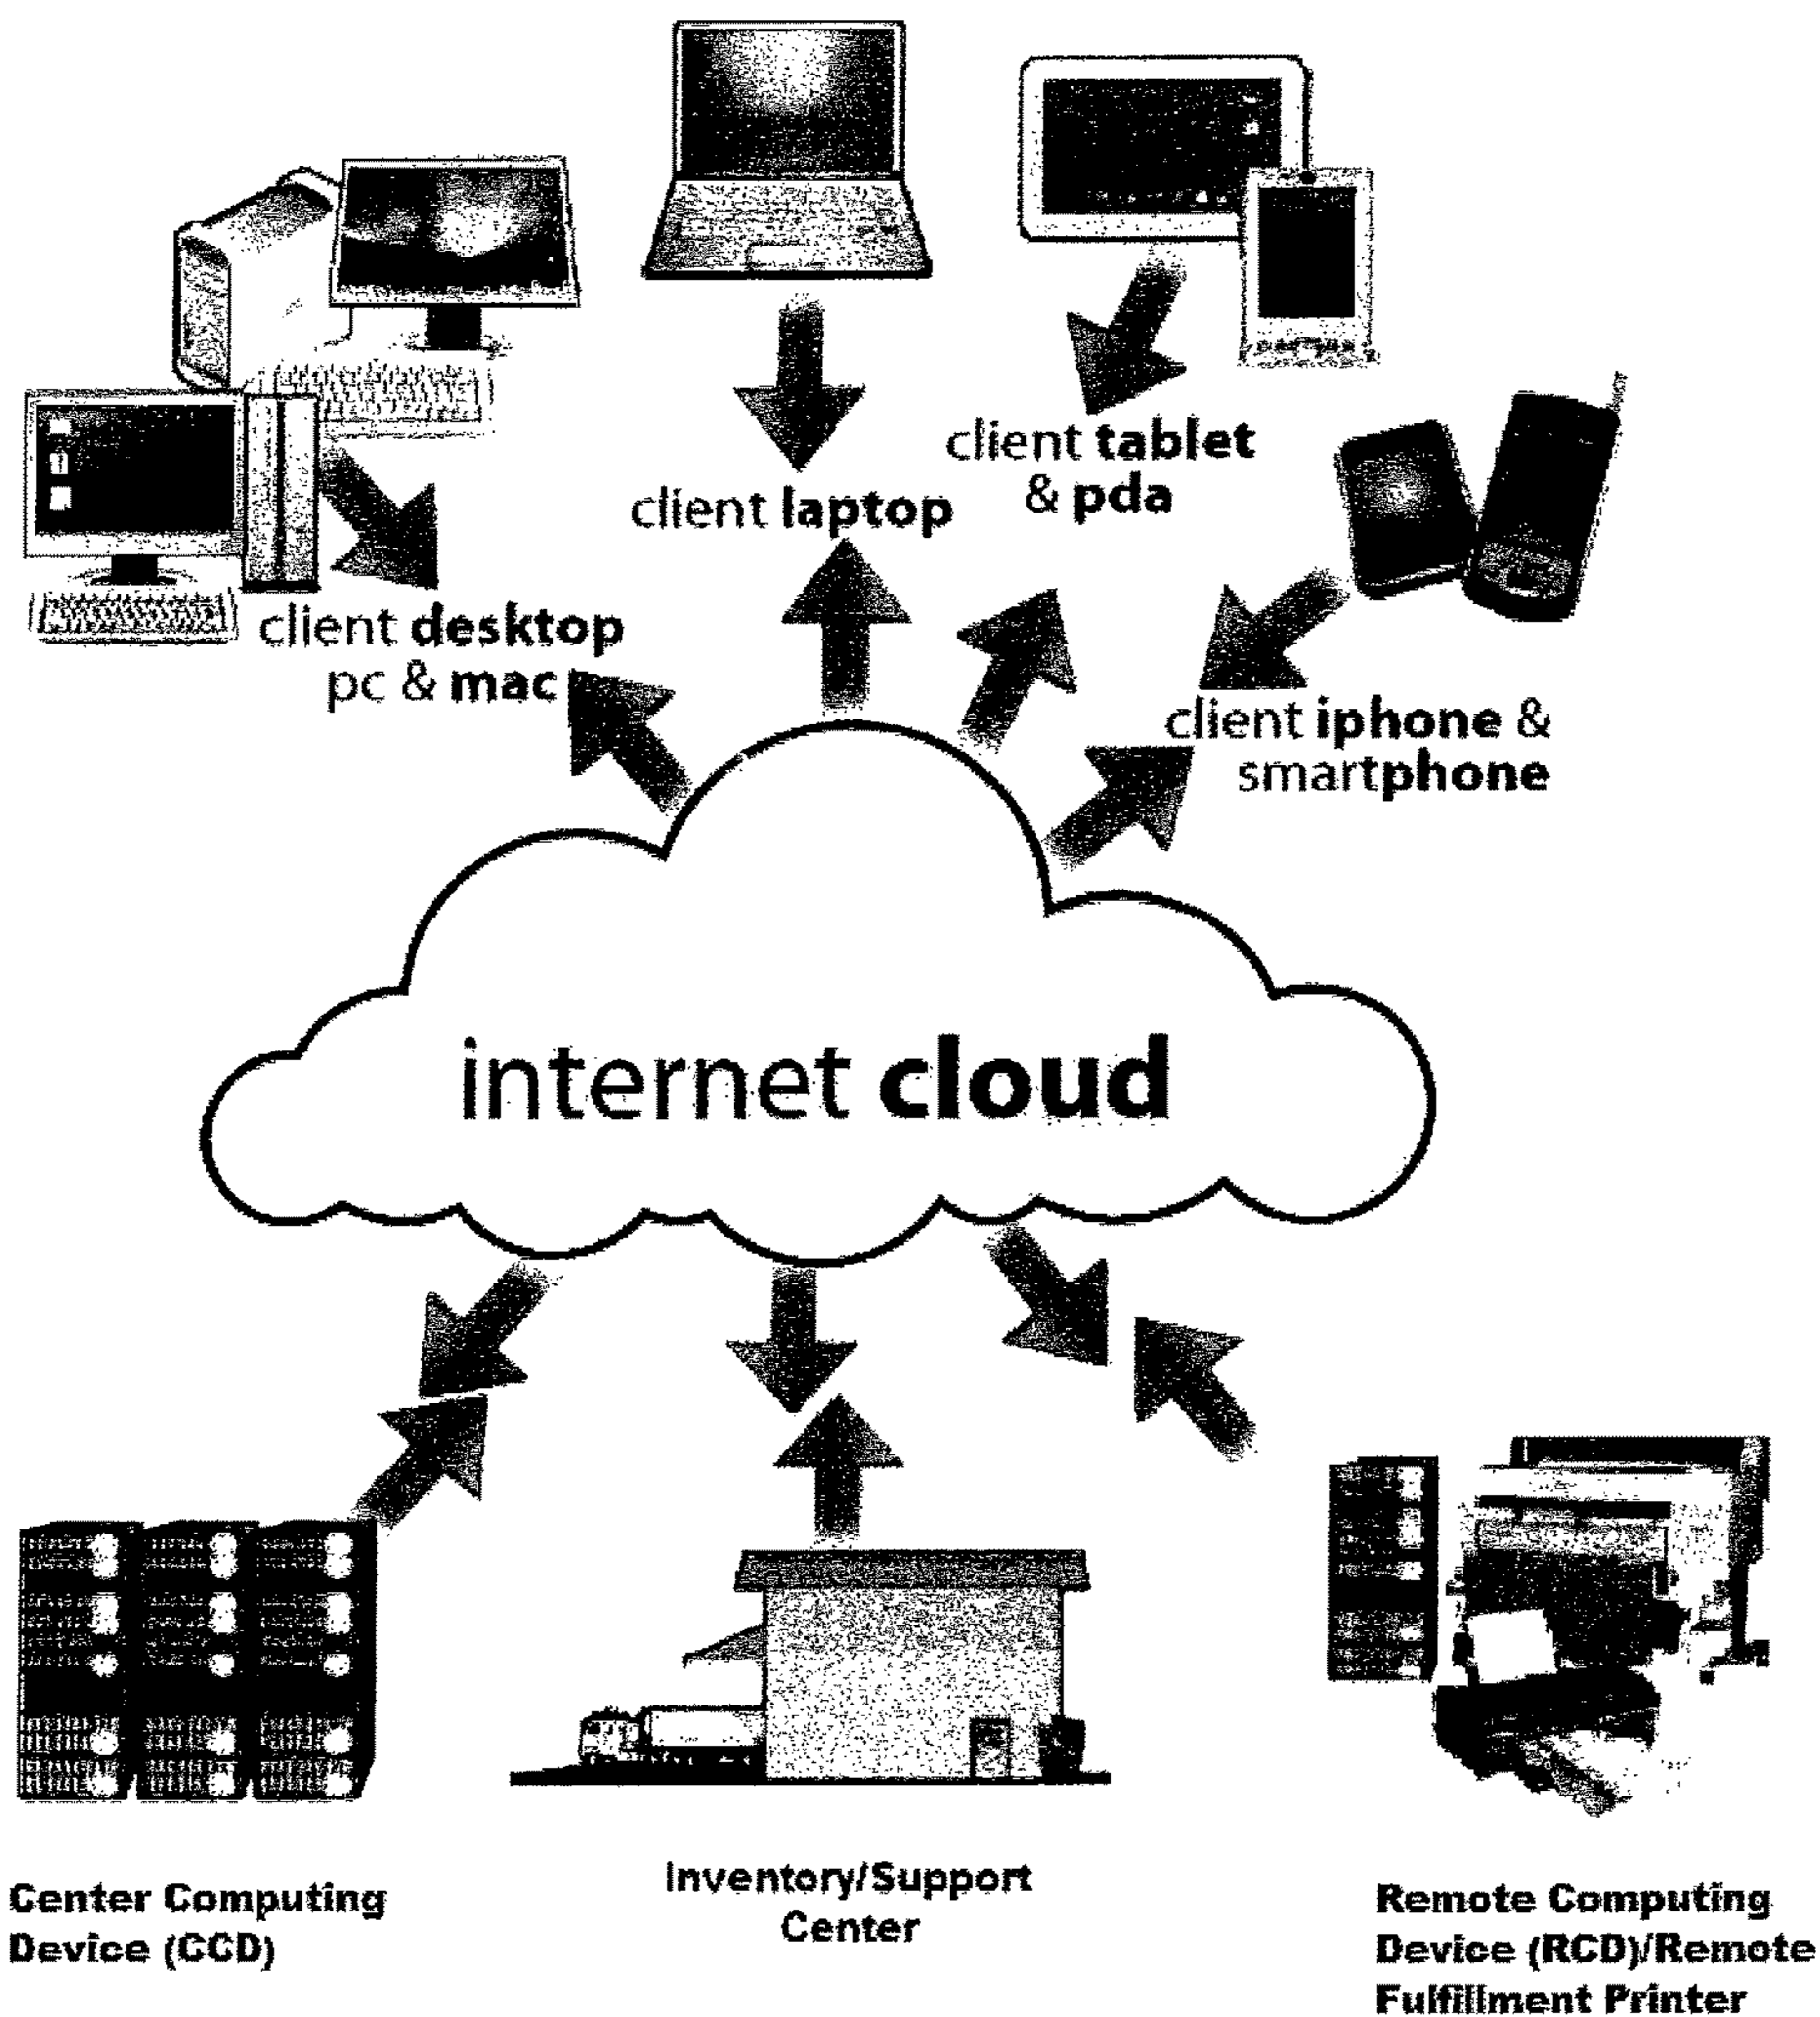 client laptop
client tablet
& pda
client desktop
pc & mac
client iphone &
smartphone
internet cloud
Center Computing
Device (CCD)
Inventory/Support
Center
Remote Computing
Device (RCD)/Remote
Fulfillment Printer